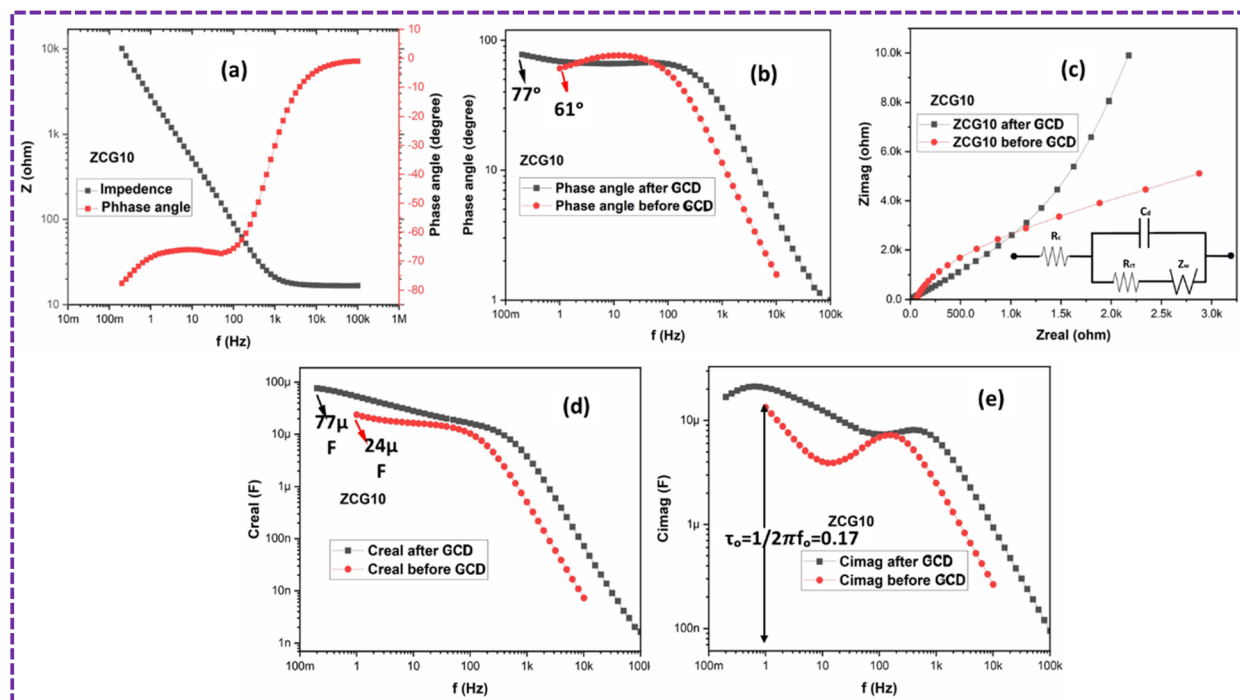 (a)
10k
1k
100
10
Z (ohm)
10
0
-10
-20
-30
-40
-50
-60
-70
-80
Phase angle (degree)
ZCG10
Impedence
Phhase angle
10m 100m 1 10 100 1k 10k 100k 1M
f (Hz)
(b)
100
10
1
Phase angle (degree)
77º
61º
ZCG10
Phase angle after GCD
Phase angle before GCD
100m 1 10 100 1k 10k 100k
f (Hz)
(c)
10.0k
8.0k
6.0k
4.0k
2.0k
0.0
Zimag (ohm)
ZCG10
ZCG10 after GCD
ZCG10 before GCD
Cd
Rc
Rct
Zw
0.0 500.0 1.0k 1.5k 2.0k 2.5k 3.0k
Zreal (ohm)
(d)
100µ
10µ
1µ
100n
10n
1n
Creal (F)
77µ
F
24µ
F
ZCG10
Creal after GCD
Creal before GCD
100m 1 10 100 1k 10k 100k
f (Hz)
(e)
10µ
1µ
100n
Cimag (F)
ZCG10
τo=1/2πfo=0.17
Cimag after GCD
Cimag before GCD
100m 1 10 100 1k 10k 100k
f (Hz)